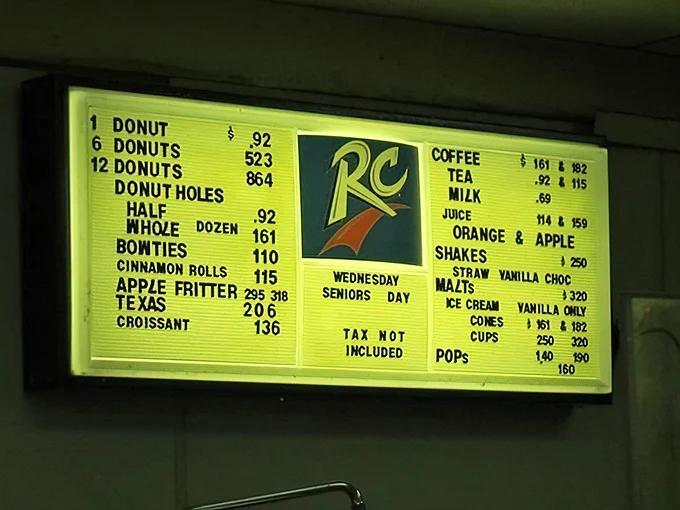 1 DONUT $ .92
6 DONUTS 523
12 DONUTS 864
DONUT HOLES
HALF .92
WHOLE DOZEN 161
BOWTIES 110
CINNAMON ROLLS 115
APPLE FRITTER 295 318
TEXAS 206
CROISSANT 136
RC
WEDNESDAY
SENIORS DAY
TAX NOT
INCLUDED
COFFEE $ 161 & 182
TEA .92 & 115
MILK .69
JUICE 114 & 159
ORANGE & APPLE
SHAKES $ 250
STRAW VANILLA CHOC
MALTS $ 320
ICE CREAM VANILLA ONLY
CONES $ 161 & 182
CUPS 250 320
POPS 1.40 190
160